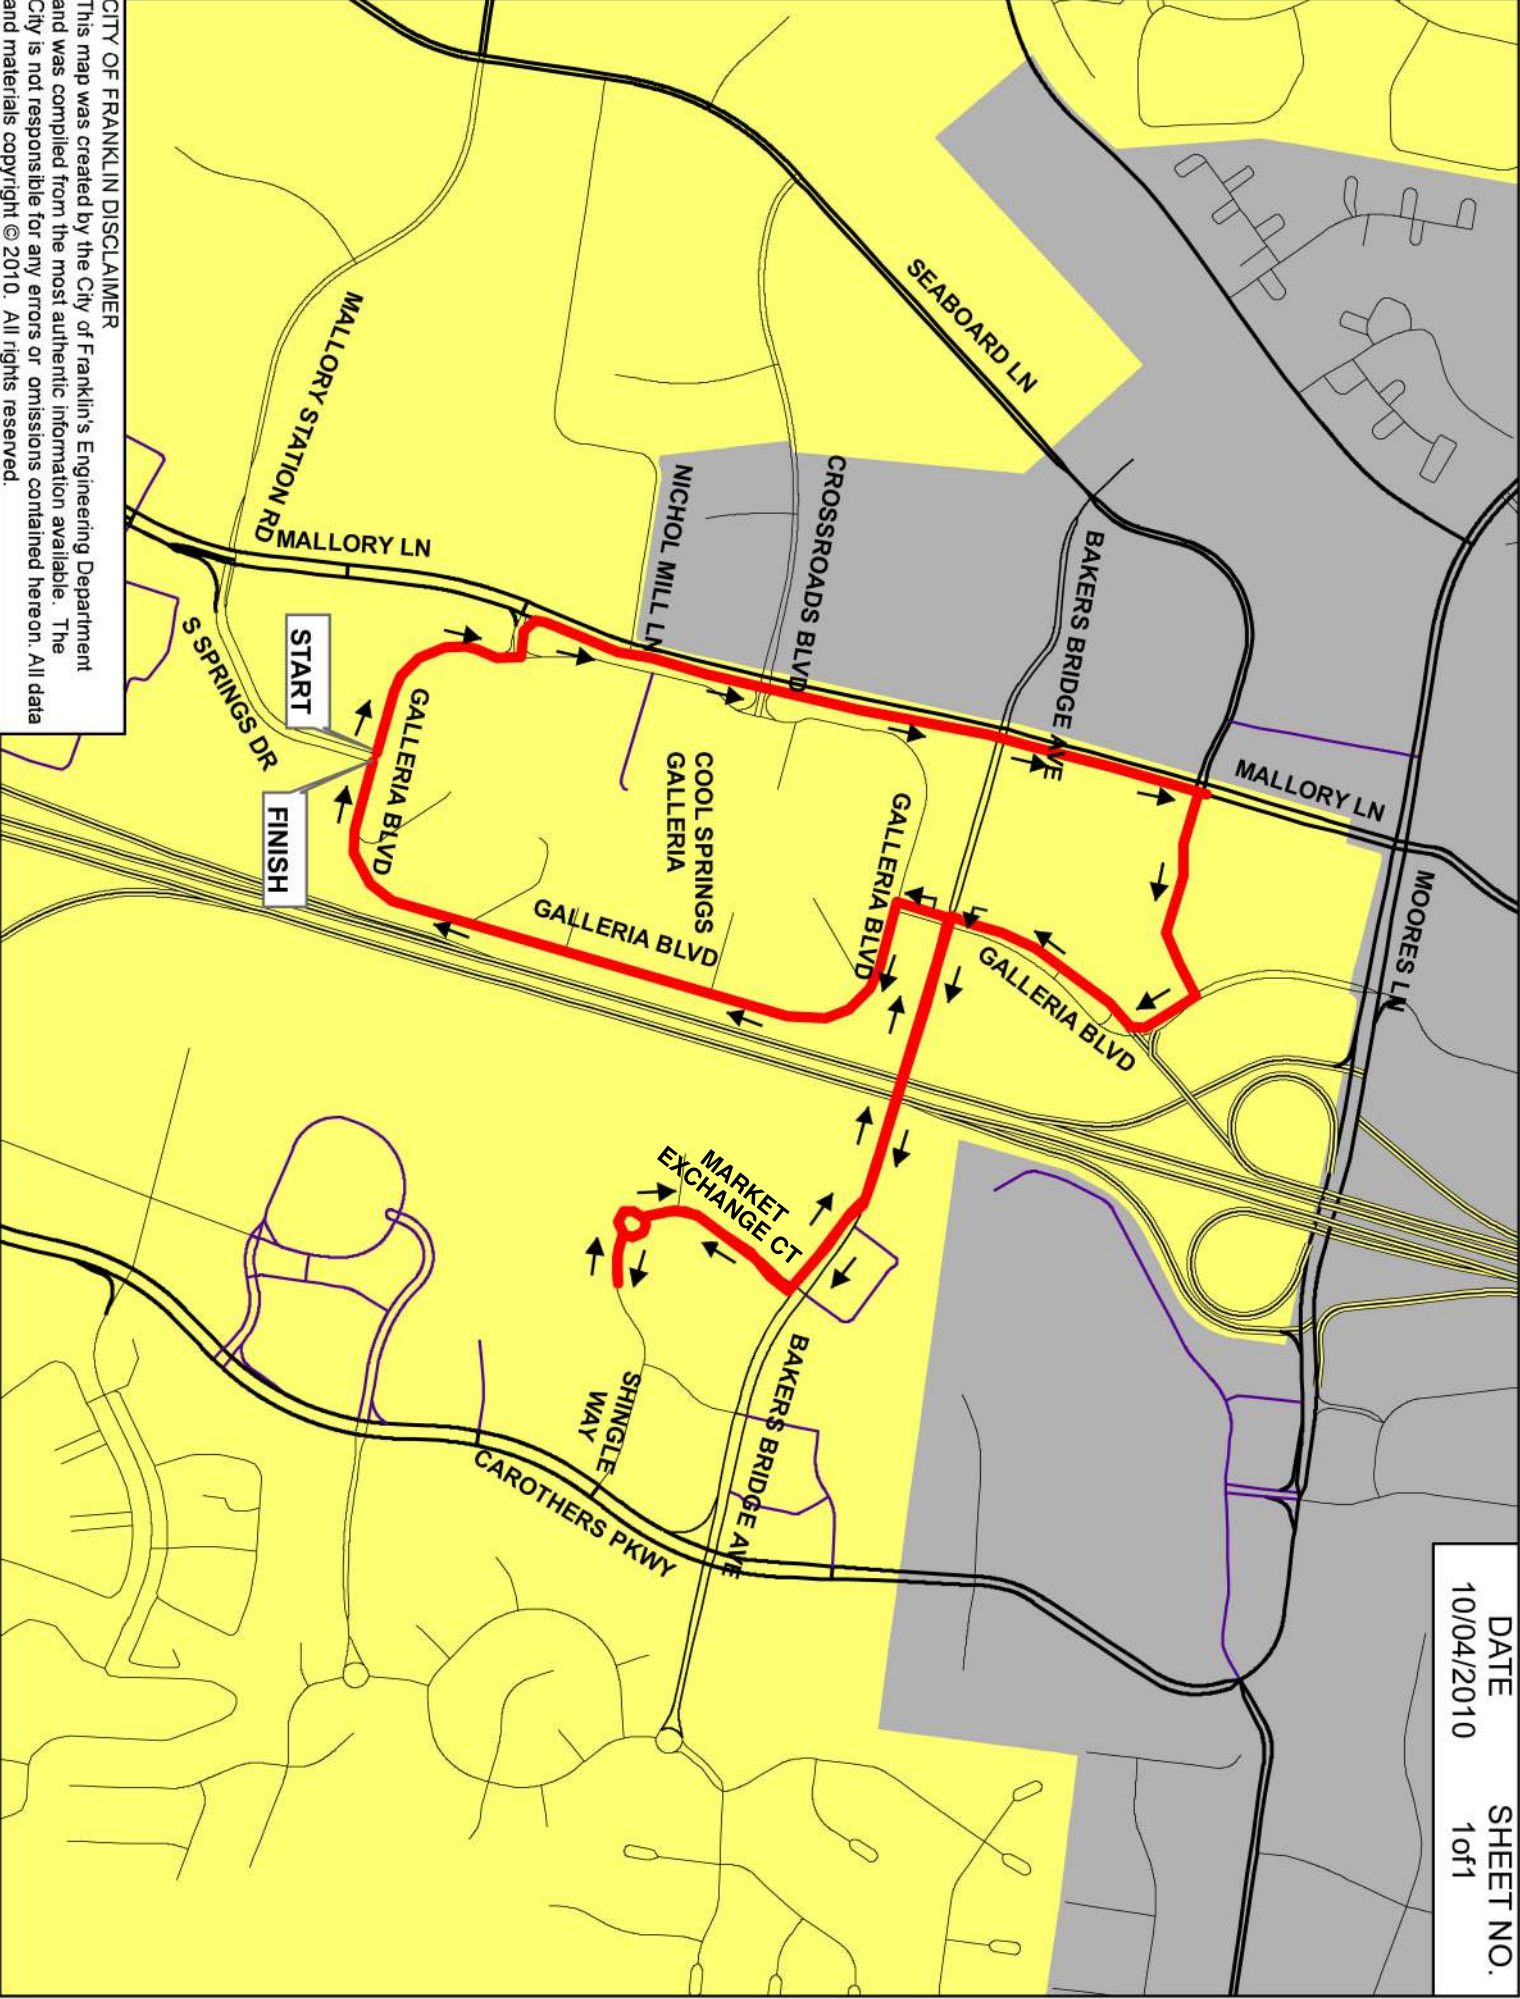 DATE SHEET NO.
10/04/2010 1of1
MOORES LN
MALLORY LN
SEABOARD LN
BAKERS BRIDGE AVE
CROSSROADS BLVD
NICHOL MILL LN
MALLORY STATION RD
MALLORY LN
S SPRINGS DR
START
FINISH
GALLERIA BLVD
GALLERIA BLVD
GALLERIA BLVD
GALLERIA BLVD
COOL SPRINGS
GALLERIA
MARKET
EXCHANGE CT
BAKERS BRIDGE AVE
SHINGLE
WAY
CAROTHERS PKWY
CITY OF FRANKLIN DISCLAIMER
This map was created by the City of Franklin's Engineering Department
and was compiled from the most authentic information available. The
City is not responsible for any errors or omissions contained hereon. All data
and materials copyright © 2010. All rights reserved.